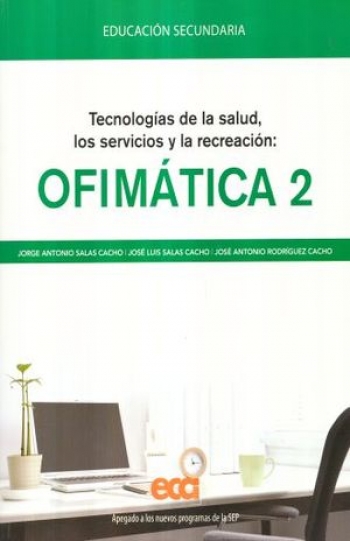 EDUCACIÓN SECUNDARIA
Tecnologías de la salud,
los servicios y la recreación:
OFIMÁTICA 2
JORGE ANTONIO SALAS CACHO | JOSÉ LUIS SALAS CACHO | JOSÉ ANTONIO RODRÍGUEZ CACHO
eca
Apegado a los nuevos programas de la SEP